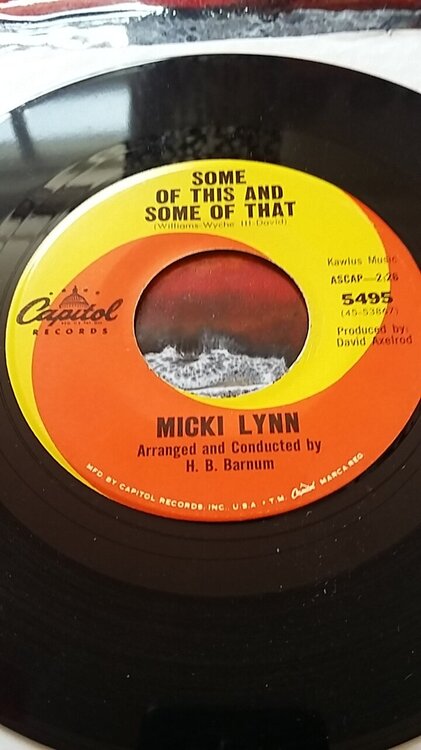 SOME
OF THIS AND
SOME OF THAT
(Williams-Wyche III-David)
Kawlus Music
ASCAP—2:26
5495
(45-53867)
Produced by:
David Axelrod
Capitol
RECORDS
MICKI LYNN
Arranged and Conducted by
H. B. Barnum
MFD BY CAPITOL RECORDS, INC., U.S.A. • T.M. Capitol MARCA REG.